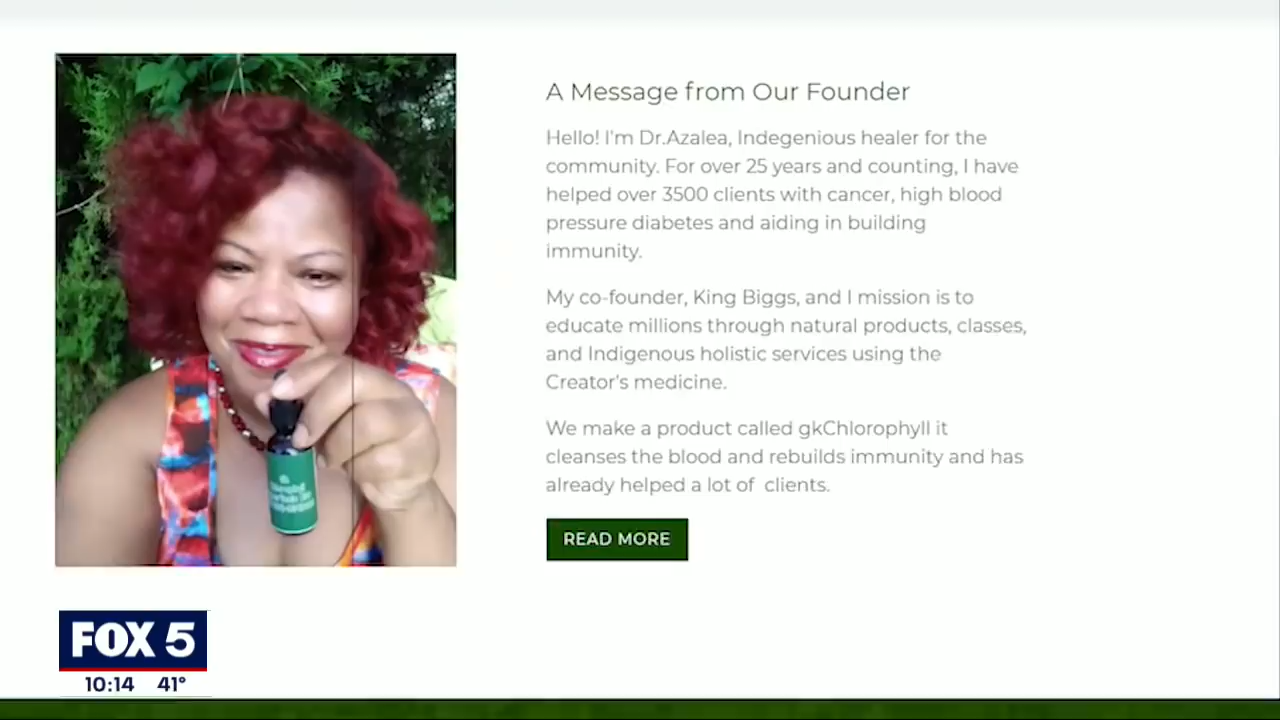 A Message from Our Founder
Hello! I'm Dr.Azalea, Indegenious healer for the
community. For over 25 years and counting, I have
helped over 3500 clients with cancer, high blood
pressure diabetes and aiding in building
immunity.
My co-founder, King Biggs, and I mission is to
educate millions through natural products, classes,
and Indigenous holistic services using the
Creator's medicine.
We make a product called gkChlorophyll it
cleanses the blood and rebuilds immunity and has
already helped a lot of clients.
READ MORE
FOX 5
10:14 41°